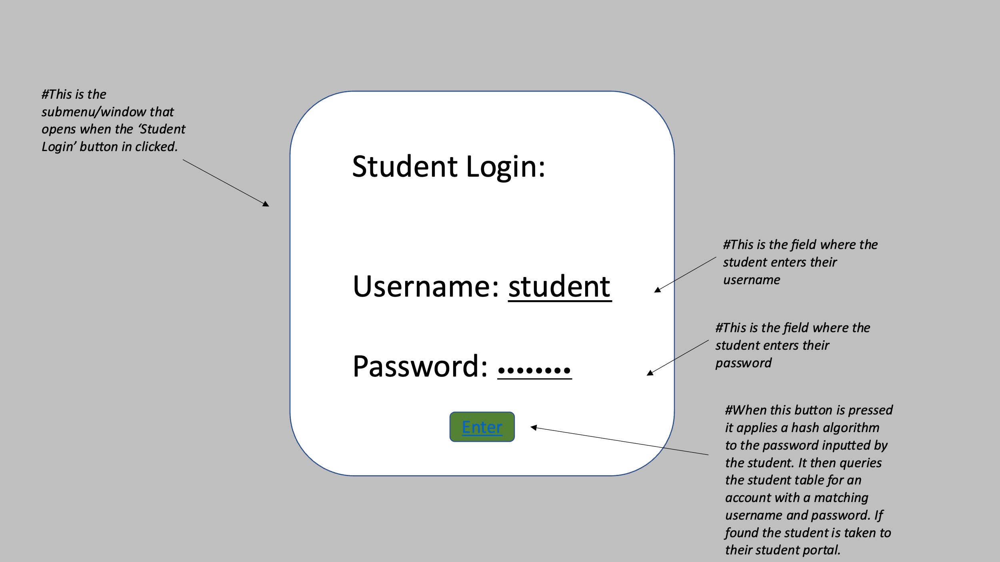 #This is the
submenu/window that
opens when the ‘Student
Login’ button in clicked.
Student Login:
Username: student
Password: ........
Enter
#This is the field where the
student enters their
username
#This is the field where the
student enters their
password
#When this button is pressed
it applies a hash algorithm
to the password inputted by
the student. It then queries
the student table for an
account with a matching
username and password. If
found the student is taken to
their student portal.